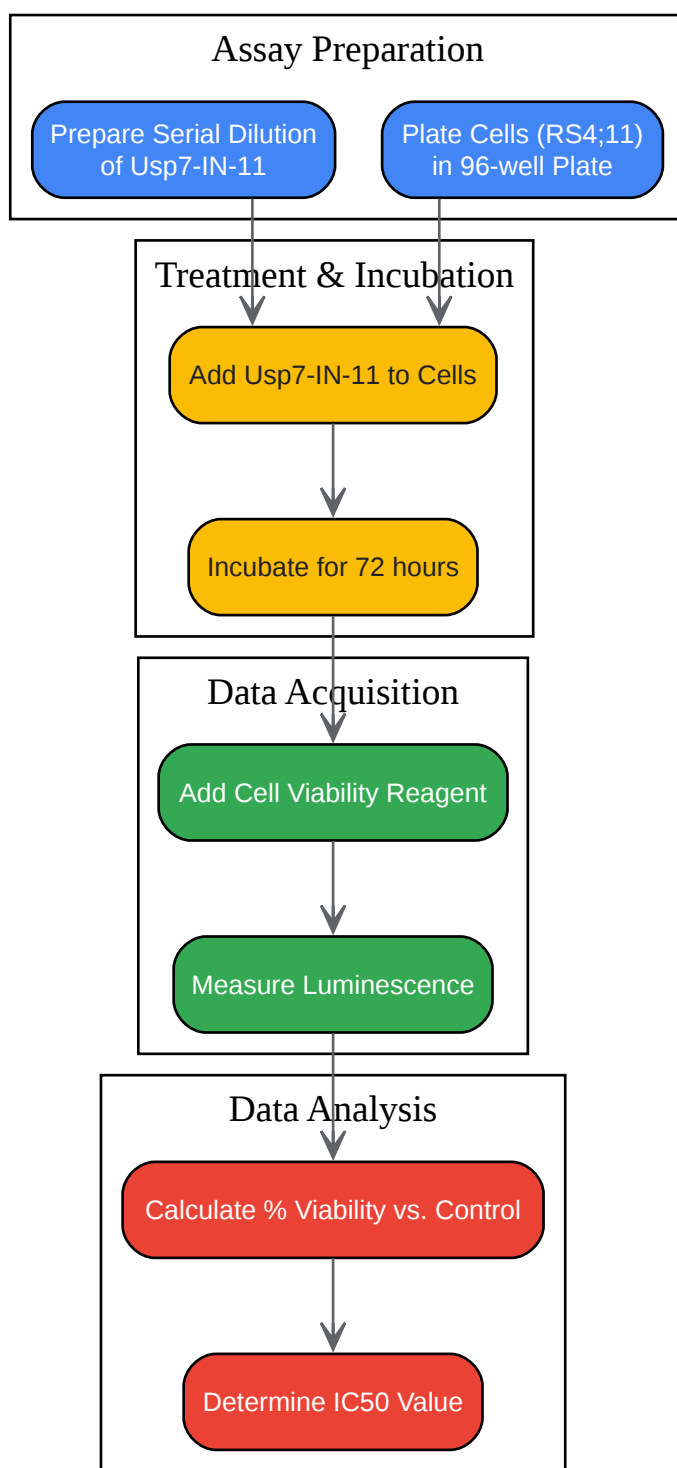 Assay Preparation
Prepare Serial Dilution
of Usp7-IN-11
Plate Cells (RS4;11)
in 96-well Plate
Treatment & Incubation
Add Usp7-IN-11 to Cells
Incubate for 72 hours
Data Acquisition
Add Cell Viability Reagent
Measure Luminescence
Data Analysis
Calculate % Viability vs. Control
Determine IC50 Value